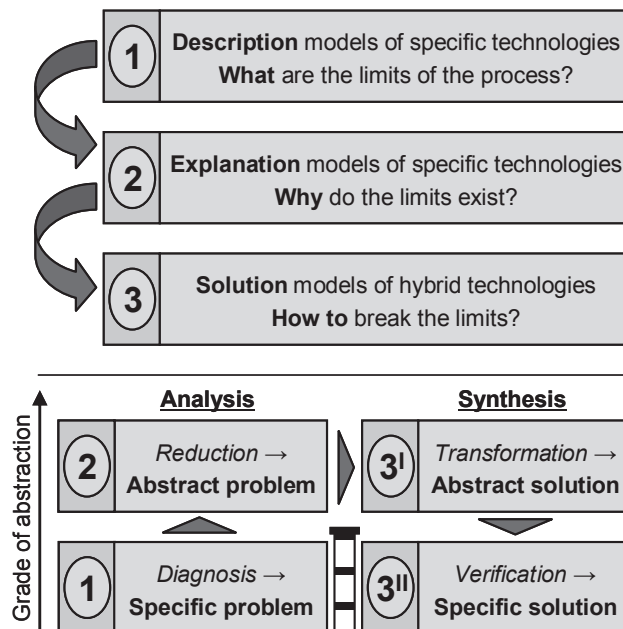 1
Description models of specific technologies
What are the limits of the process?
2
Explanation models of specific technologies
Why do the limits exist?
3
Solution models of hybrid technologies
How to break the limits?
Grade of abstraction
Analysis
Synthesis
2
Reduction →
Abstract problem
3I
Transformation →
Abstract solution
1
Diagnosis →
Specific problem
3II
Verification →
Specific solution